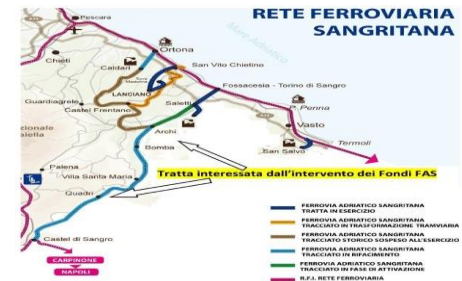 RETE FERROVIARIA
SANGRITANA
Pescara
Mare Adriatico
Ortona
Chieti
Caldari
San Vito Chietino
LANCIANO
Fossacesia - Torino di Sangro
Guardiagrele
Saletti
Castel Frentano
P. Penna
Vasto
Archi
San Salvo
Termoli
Bomba
Palena
Villa Santa Maria
Tratta interessata dall'intervento dei Fondi FAS
Quadri
Castel di Sangro
CARPINONE
NAPOLI
FERROVIA ADRIATICO SANGRITANA
TRATTA IN ESERCIZIO
FERROVIA ADRIATICO SANGRITANA
TRACCIATO IN TRASFORMAZIONE TRAMVIARIA
FERROVIA ADRIATICO SANGRITANA
TRACCIATO STORICO SOSPESO ALL'ESERCIZIO
FERROVIA ADRIATICO SANGRITANA
TRACCIATO IN RIFACIMENTO
FERROVIA ADRIATICO SANGRITANA
TRACCIATO IN FASE DI ATTIVAZIONE
R.F.I. RETE FERROVIARIA